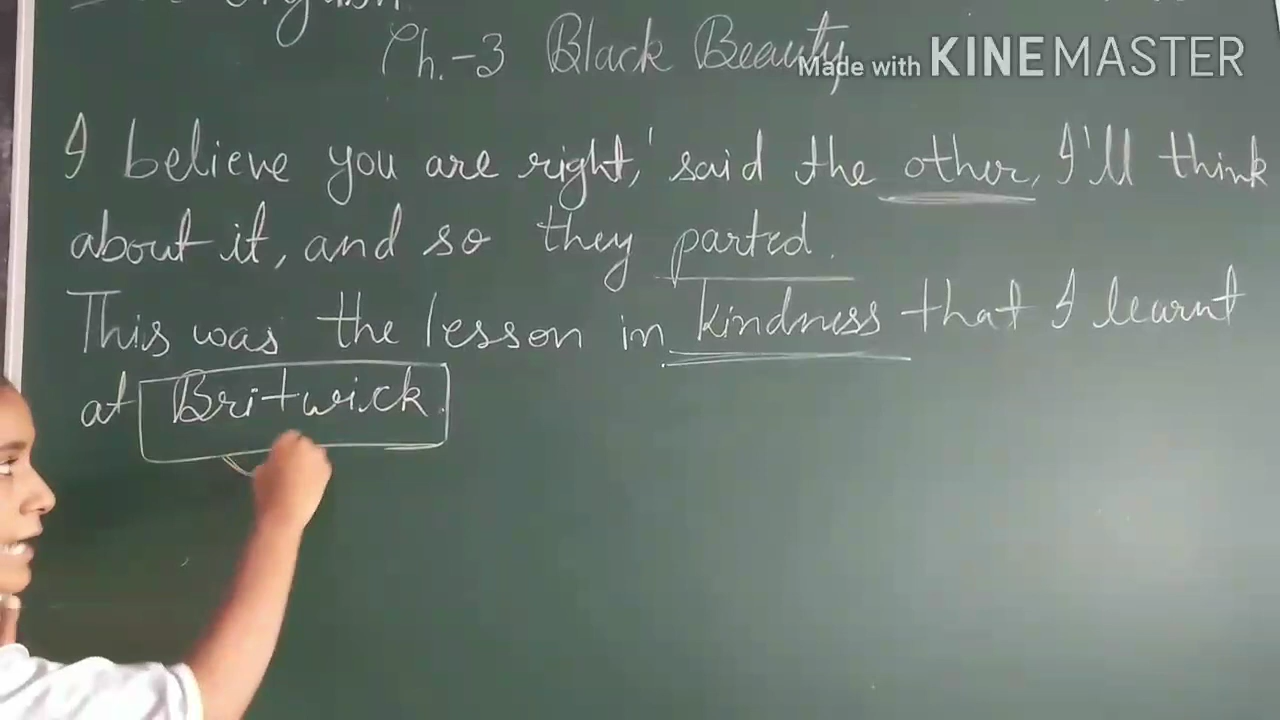 Ch.-3 Black Beauty
Made with KINEMASTER
I believe you are right,' said the other, I'll think
about it, and so they parted.
This was the lesson in kindness that I learnt
at Britwick.